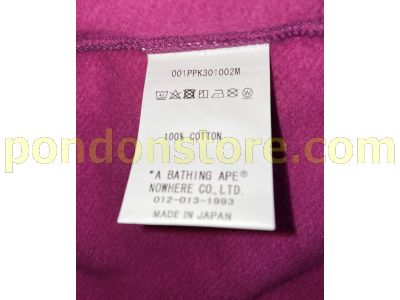 001PPK301002M
100% COTTON
pondonstore.com
"A BATHING APE®
NOWHERE CO.,LTD.
012-013-1993
MADE IN JAPAN